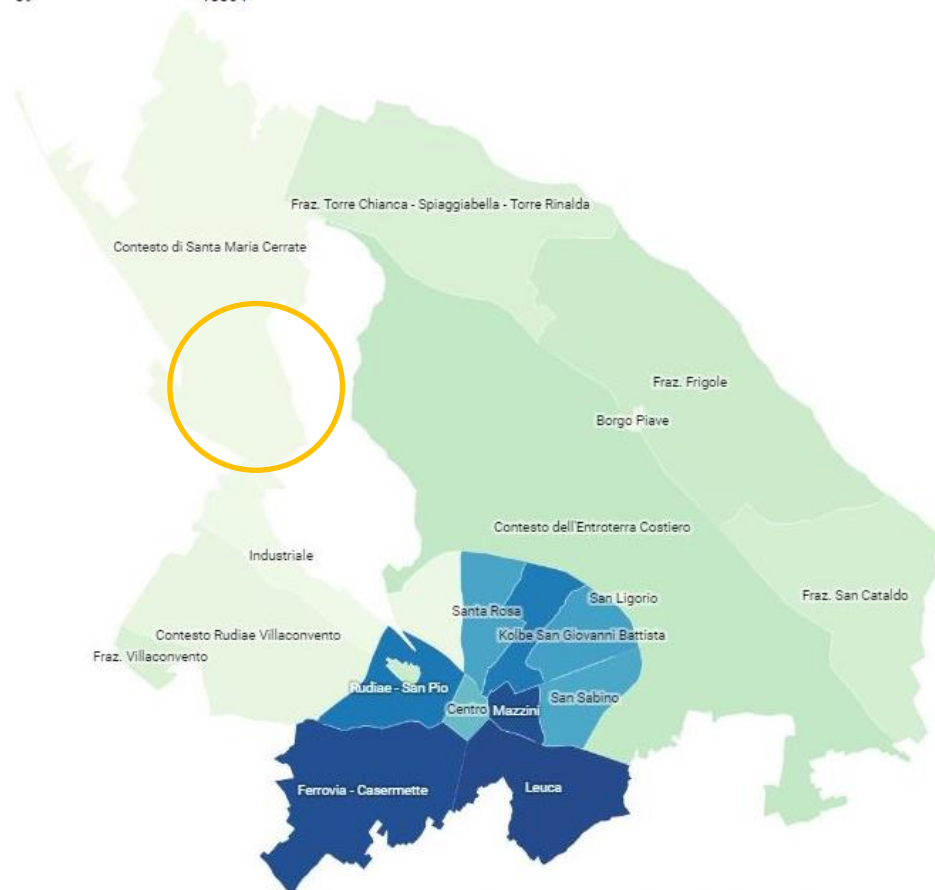 Fraz. Torre Chianca - Spiaggiabella - Torre Rinalda
Contesto di Santa Maria Cerrate
Fraz. Frigole
Borgo Piave
Contesto dell'Entroterra Costiero
Industriale
Fraz. San Cataldo
San Ligorio
Santa Rosa
Kolbe San Giovanni Battista
Contesto Rudiae Villaconvento
Fraz. Villaconvento
Rudiae - San Pio
San Sabino
Centro
Mazzini
Leuca
Ferrovia - Casermette